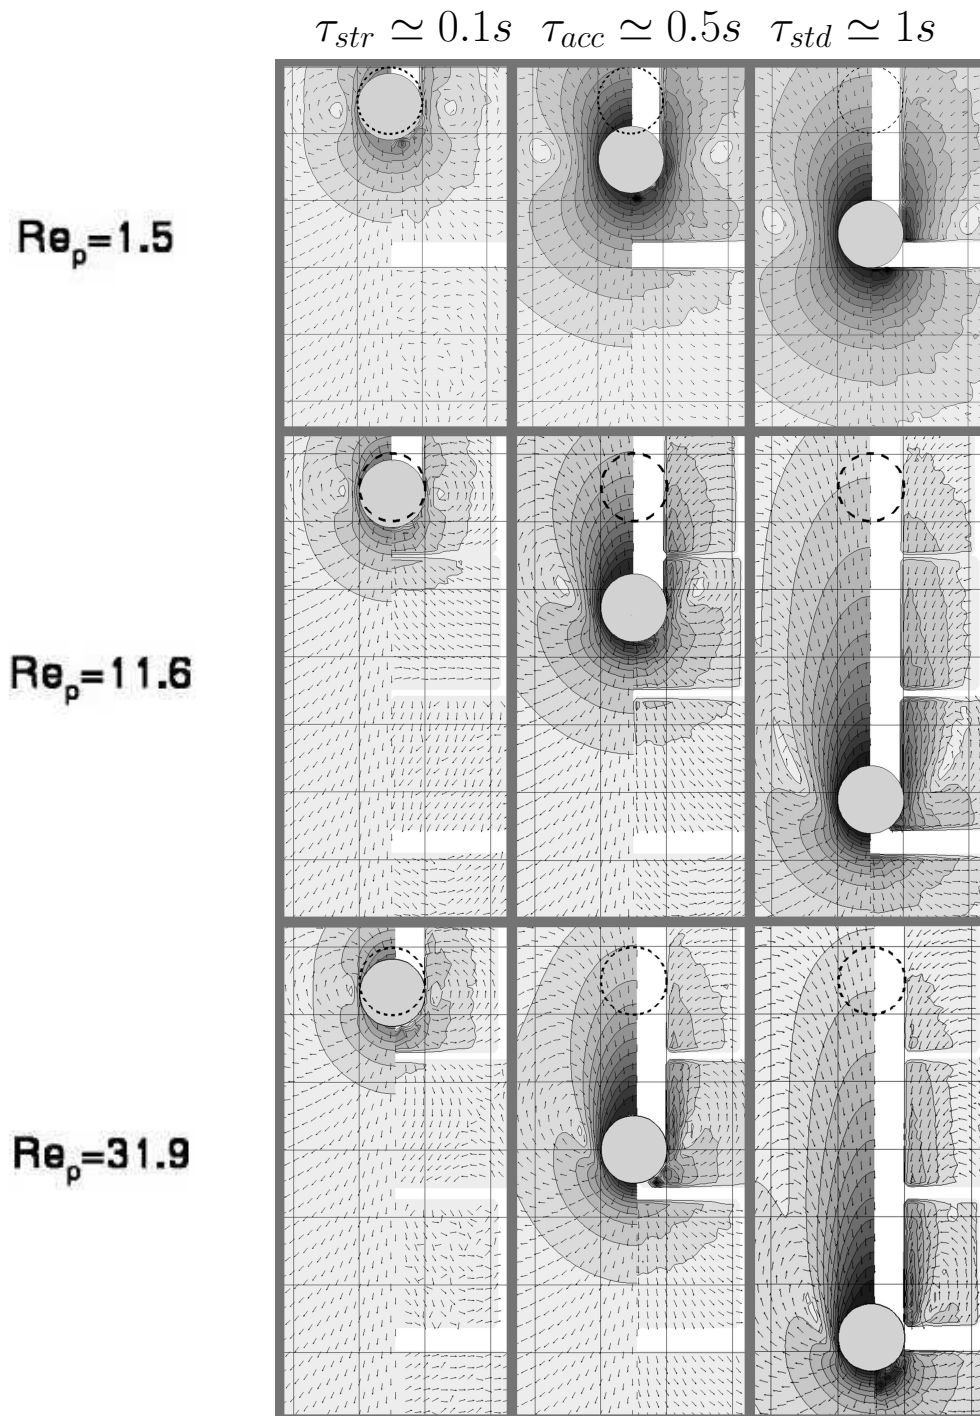 τ_str ≃ 0.1s τ_acc ≃ 0.5s τ_std ≃ 1s
Re_p=1.5
Re_p=11.6
Re_p=31.9